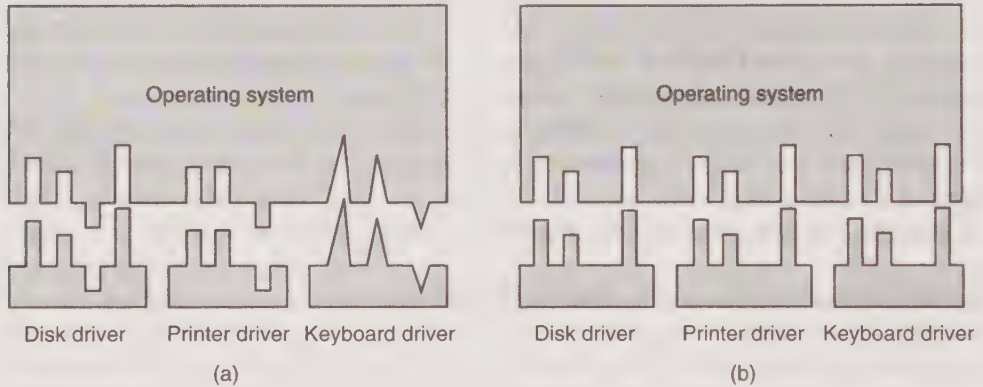 Operating system
Disk driver
Printer driver
Keyboard driver
(a)
Operating system
Disk driver
Printer driver
Keyboard driver
(b)